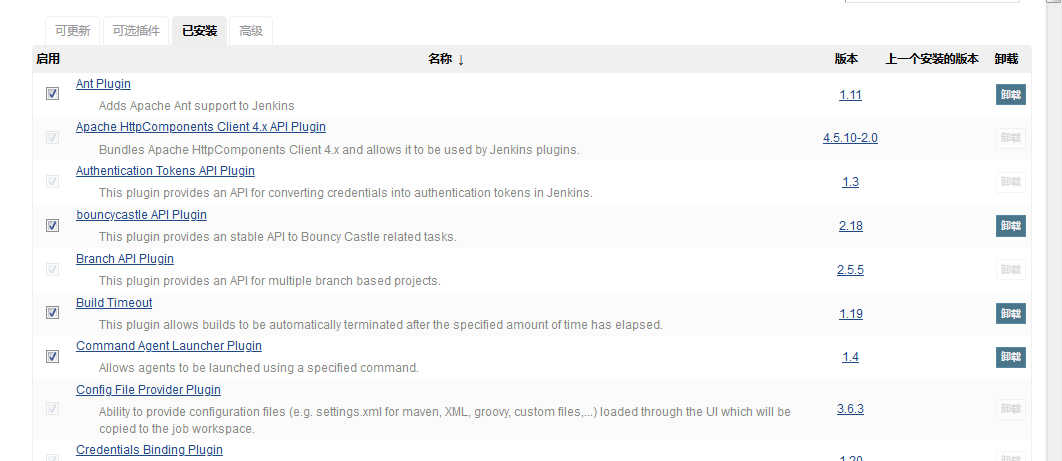 可更新 可选插件 已安装 高级
启用 名称 ↓ 版本 上一个安装的版本 卸载
Ant Plugin
Adds Apache Ant support to Jenkins
1.11 卸载
Apache HttpComponents Client 4.x API Plugin
Bundles Apache HttpComponents Client 4.x and allows it to be used by Jenkins plugins.
4.5.10-2.0 卸载
Authentication Tokens API Plugin
This plugin provides an API for converting credentials into authentication tokens in Jenkins.
1.3 卸载
bouncycastle API Plugin
This plugin provides an stable API to Bouncy Castle related tasks.
2.18 卸载
Branch API Plugin
This plugin provides an API for multiple branch based projects.
2.5.5 卸载
Build Timeout
This plugin allows builds to be automatically terminated after the specified amount of time has elapsed.
1.19 卸载
Command Agent Launcher Plugin
Allows agents to be launched using a specified command.
1.4 卸载
Config File Provider Plugin
Ability to provide configuration files (e.g. settings.xml for maven, XML, groovy, custom files,...) loaded through the UI which will be
copied to the job workspace.
3.6.3 卸载
Credentials Binding Plugin
1.20 卸载